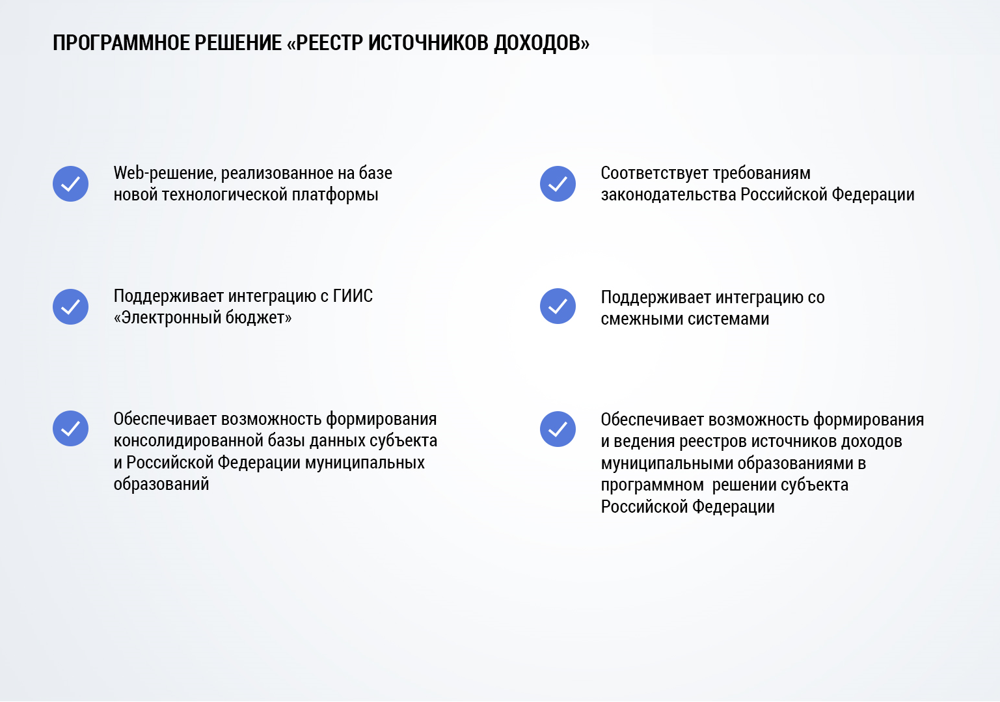 ПРОГРАММНОЕ РЕШЕНИЕ «РЕЕСТР ИСТОЧНИКОВ ДОХОДОВ»
Web-решение, реализованное на базе
новой технологической платформы
Соответствует требованиям
законодательства Российской Федерации
Поддерживает интеграцию с ГИИС
«Электронный бюджет»
Поддерживает интеграцию со
смежными системами
Обеспечивает возможность формирования
консолидированной базы данных субъекта
и Российской Федерации муниципальных
образований
Обеспечивает возможность формирования
и ведения реестров источников доходов
муниципальными образованиями в
программном  решении субъекта
Российской Федерации